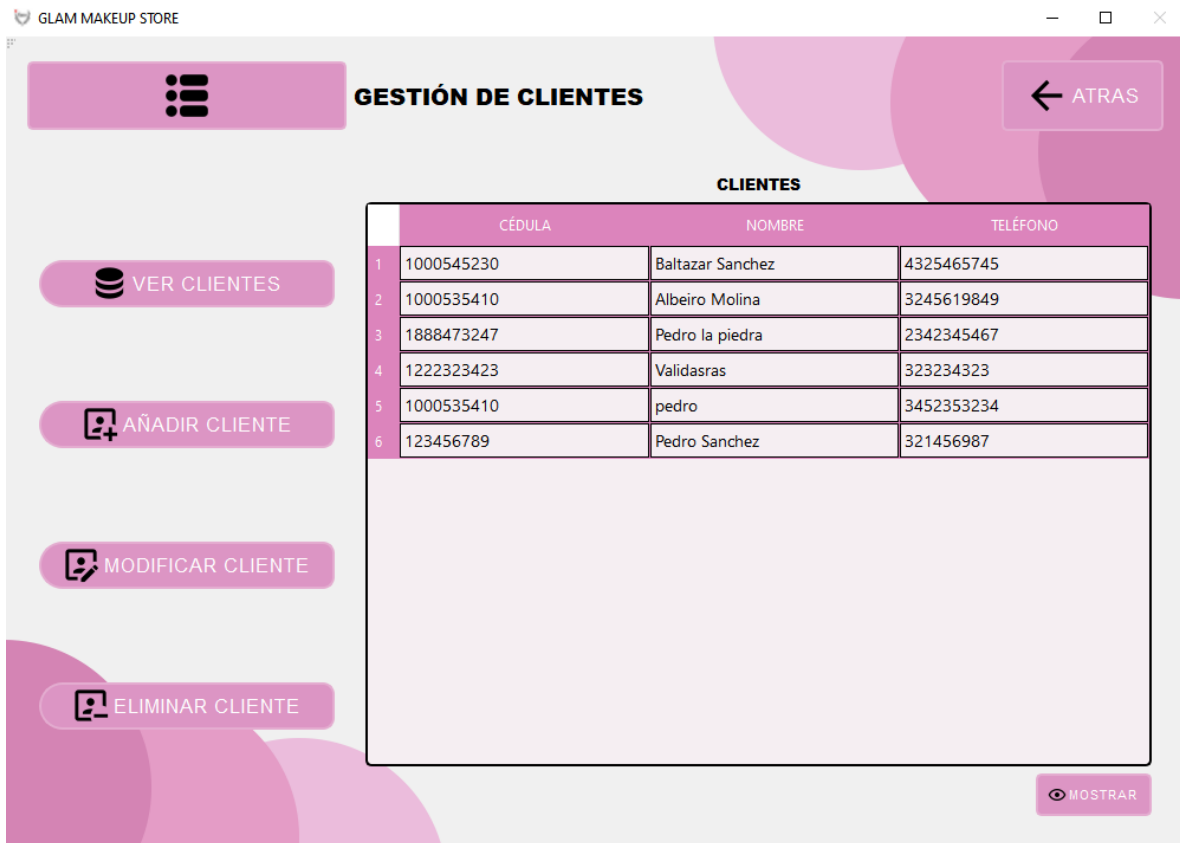 GLAM MAKEUP STORE
GESTIÓN DE CLIENTES
ATRAS
VER CLIENTES
AÑADIR CLIENTE
MODIFICAR CLIENTE
ELIMINAR CLIENTE
CLIENTES
CÉDULA NOMBRE TELÉFONO
1 1000545230 Baltazar Sanchez 4325465745
2 1000535410 Albeiro Molina 3245619849
3 1888473247 Pedro la piedra 2342345467
4 1222323423 Validasras 323234323
5 1000535410 pedro 3452353234
6 123456789 Pedro Sanchez 321456987
MOSTRAR